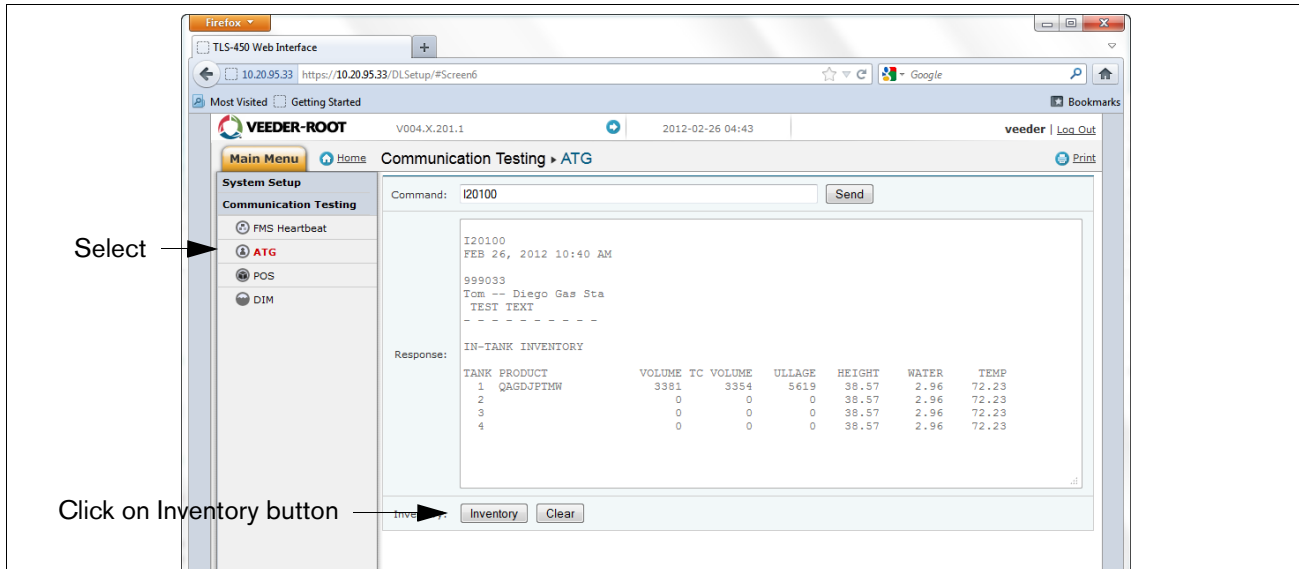 Firefox
TLS-450 Web Interface
+
10.20.95.33 https://10.20.95.33/DLSetup/#Screen6
Google
Most Visited Getting Started Bookmarks
VEEDER-ROOT V004.X.201.1 2012-02-26 04:43 veeder | Log Out
Main Menu Home Communication Testing ▸ ATG Print
System Setup
Communication Testing
FMS Heartbeat
ATG
POS
DIM
Select
Command: I20100 Send
Response:
I20100
FEB 26, 2012 10:40 AM
999033
Tom -- Diego Gas Sta
TEST TEXT
- - - - - - - - - -
IN-TANK INVENTORY
TANK PRODUCT VOLUME TC VOLUME ULLAGE HEIGHT WATER TEMP
1 QAGDJPTMW 3381 3354 5619 38.57 2.96 72.23
2 0 0 0 38.57 2.96 72.23
3 0 0 0 38.57 2.96 72.23
4 0 0 0 38.57 2.96 72.23
Click on Inventory button
Inventory Clear